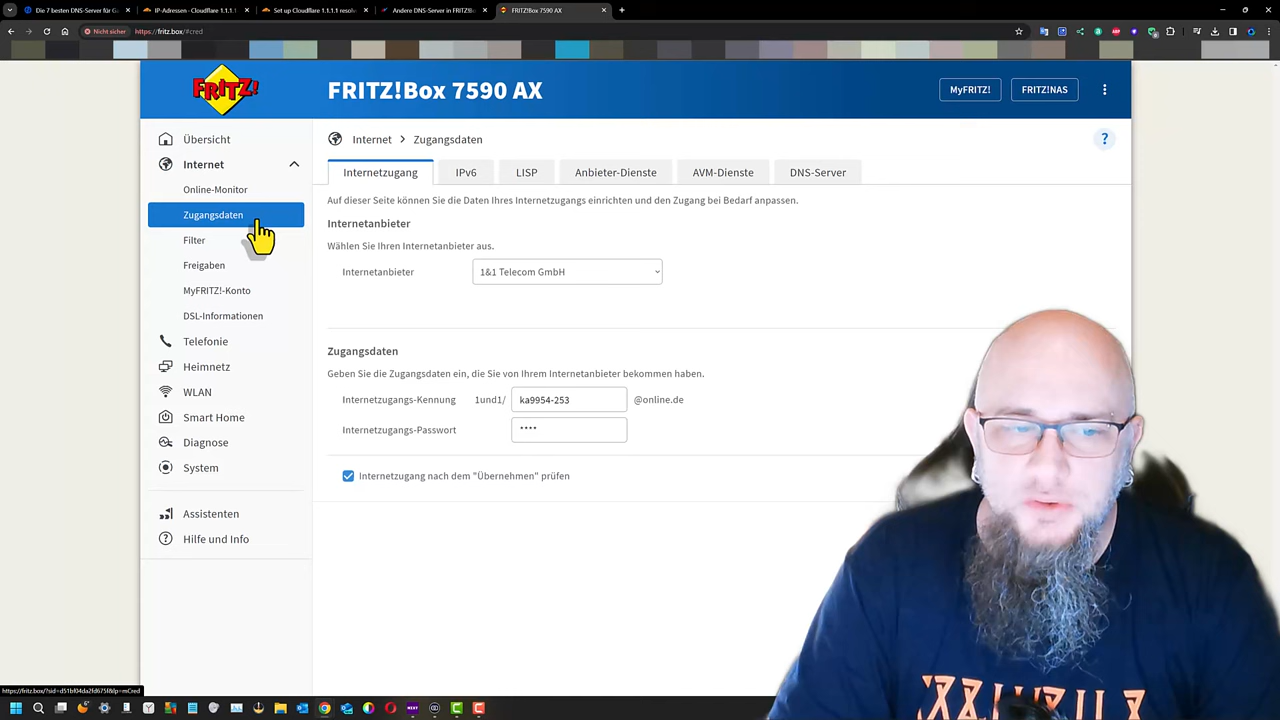 Die 7 besten DNS-Server für G
IP-Adressen · Cloudflare 1.1.1.1
Set up Cloudflare 1.1.1.1 resol
Andere DNS-Server in FRITZ!B
FRITZ!Box 7590 AX
Nicht sicher
https://fritz.box/#cred
FRITZ!
FRITZ!Box 7590 AX
MyFRITZ!
FRITZ!NAS
Übersicht
Internet
Online-Monitor
Zugangsdaten
Filter
Freigaben
MyFRITZ!-Konto
DSL-Informationen
Telefonie
Heimnetz
WLAN
Smart Home
Diagnose
System
Assistenten
Hilfe und Info
Internet > Zugangsdaten
?
Internetzugang
IPv6
LISP
Anbieter-Dienste
AVM-Dienste
DNS-Server
Auf dieser Seite können Sie die Daten Ihres Internetzugangs einrichten und den Zugang bei Bedarf anpassen.
Internetanbieter
Wählen Sie Ihren Internetanbieter aus.
Internetanbieter 1&1 Telecom GmbH
Zugangsdaten
Geben Sie die Zugangsdaten ein, die Sie von Ihrem Internetanbieter bekommen haben.
Internetzugangs-Kennung 1und1/ ka9954-253 @online.de
Internetzugangs-Passwort ****
Internetzugang nach dem "Übernehmen" prüfen